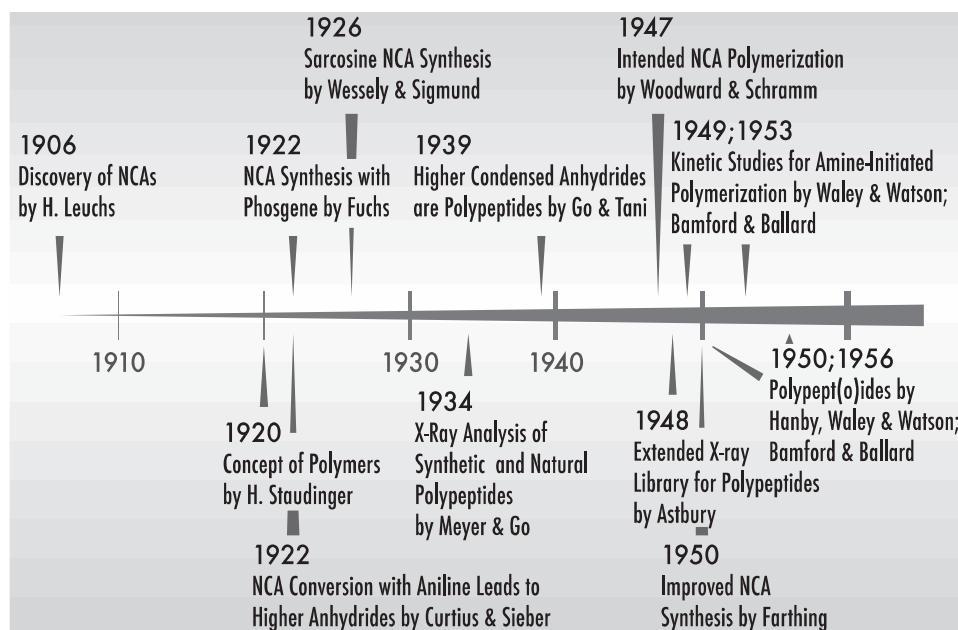 1926
Sarcosine NCA Synthesis
by Wessely & Sigmund
1947
Intended NCA Polymerization
by Woodward & Schramm
1906
Discovery of NCAs
by H. Leuchs
1922
NCA Synthesis with
Phosgene by Fuchs
1939
Higher Condensed Anhydrides
are Polypeptides by Go & Tani
1949;1953
Kinetic Studies for Amine-Initiated
Polymerization by Waley & Watson;
Bamford & Ballard
1910
1930
1940
1920
Concept of Polymers
by H. Staudinger
1934
X-Ray Analysis of
Synthetic and Natural
Polypeptides
by Meyer & Go
1948
Extended X-ray
Library for Polypeptides
by Astbury
1950;1956
Polypept(o)ides by
Hanby, Waley & Watson;
Bamford & Ballard
1922
NCA Conversion with Aniline Leads to
Higher Anhydrides by Curtius & Sieber
1950
Improved NCA
Synthesis by Farthing